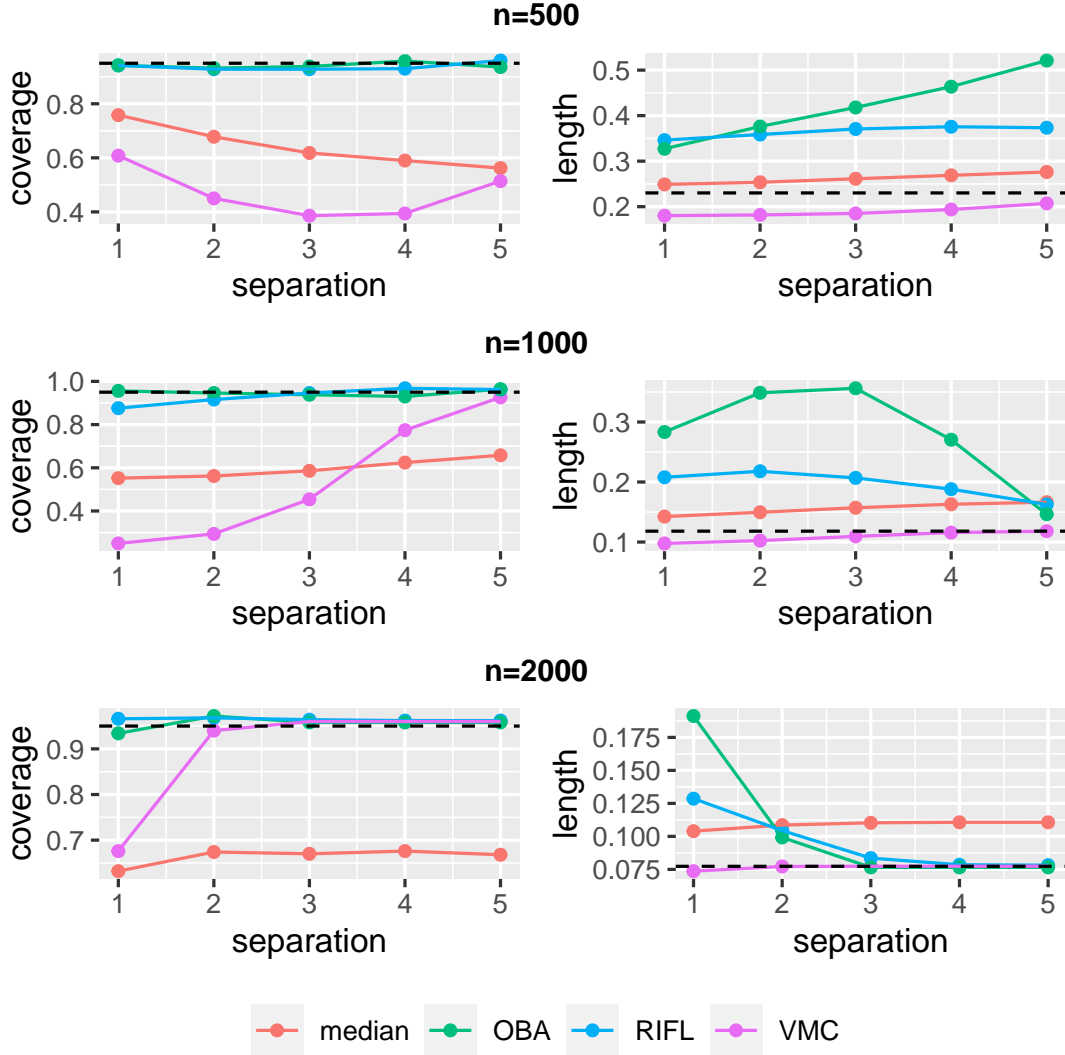 n=500
coverage
0.8
0.6
0.4
1 2 3 4 5
separation
length
0.5
0.4
0.3
0.2
1 2 3 4 5
separation
n=1000
coverage
1.0
0.8
0.6
0.4
1 2 3 4 5
separation
length
0.3
0.2
0.1
1 2 3 4 5
separation
n=2000
coverage
0.9
0.8
0.7
1 2 3 4 5
separation
length
0.175
0.150
0.125
0.100
0.075
1 2 3 4 5
separation
median OBA RIFL VMC